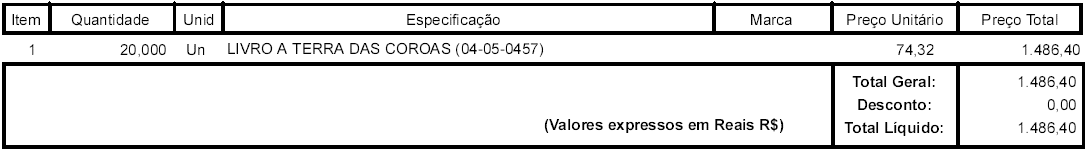 Item Quantidade Unid Especificação Marca Preço Unitário Preço Total
1 20,000 Un LIVRO A TERRA DAS COROAS (04-05-0457) 74,32 1.486,40
Total Geral: 1.486,40
Desconto: 0,00
(Valores expressos em Reais R$) Total Líquido: 1.486,40